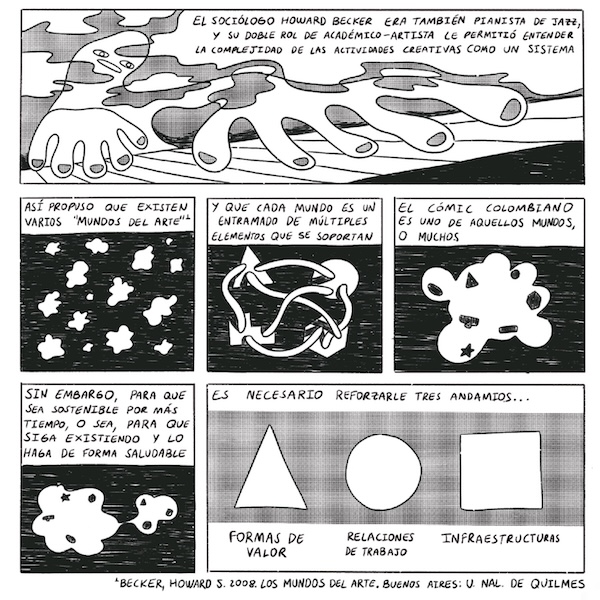 EL SOCIÓLOGO HOWARD BECKER ERA TAMBIÉN PIANISTA DE JAZZ,
Y SU DOBLE ROL DE ACADÉMICO-ARTISTA LE PERMITIÓ ENTENDER
LA COMPLEJIDAD DE LAS ACTIVIDADES CREATIVAS COMO UN SISTEMA
ASÍ PROPUSO QUE EXISTEN
VARIOS "MUNDOS DEL ARTE"¹
Y QUE CADA MUNDO ES UN
ENTRAMADO DE MÚLTIPLES
ELEMENTOS QUE SE SOPORTAN
EL CÓMIC COLOMBIANO
ES UNO DE AQUELLOS MUNDOS,
O MUCHOS
SIN EMBARGO, PARA QUE
SEA SOSTENIBLE POR MÁS
TIEMPO, O SEA, PARA QUE
SIGA EXISTIENDO Y LO
HAGA DE FORMA SALUDABLE
ES NECESARIO REFORZARLE TRES ANDAMIOS...
FORMAS DE
VALOR
RELACIONES
DE TRABAJO
INFRAESTRUCTURAS
¹BECKER, HOWARD S. 2008. LOS MUNDOS DEL ARTE. BUENOS AIRES: U. NAL. DE QUILMES